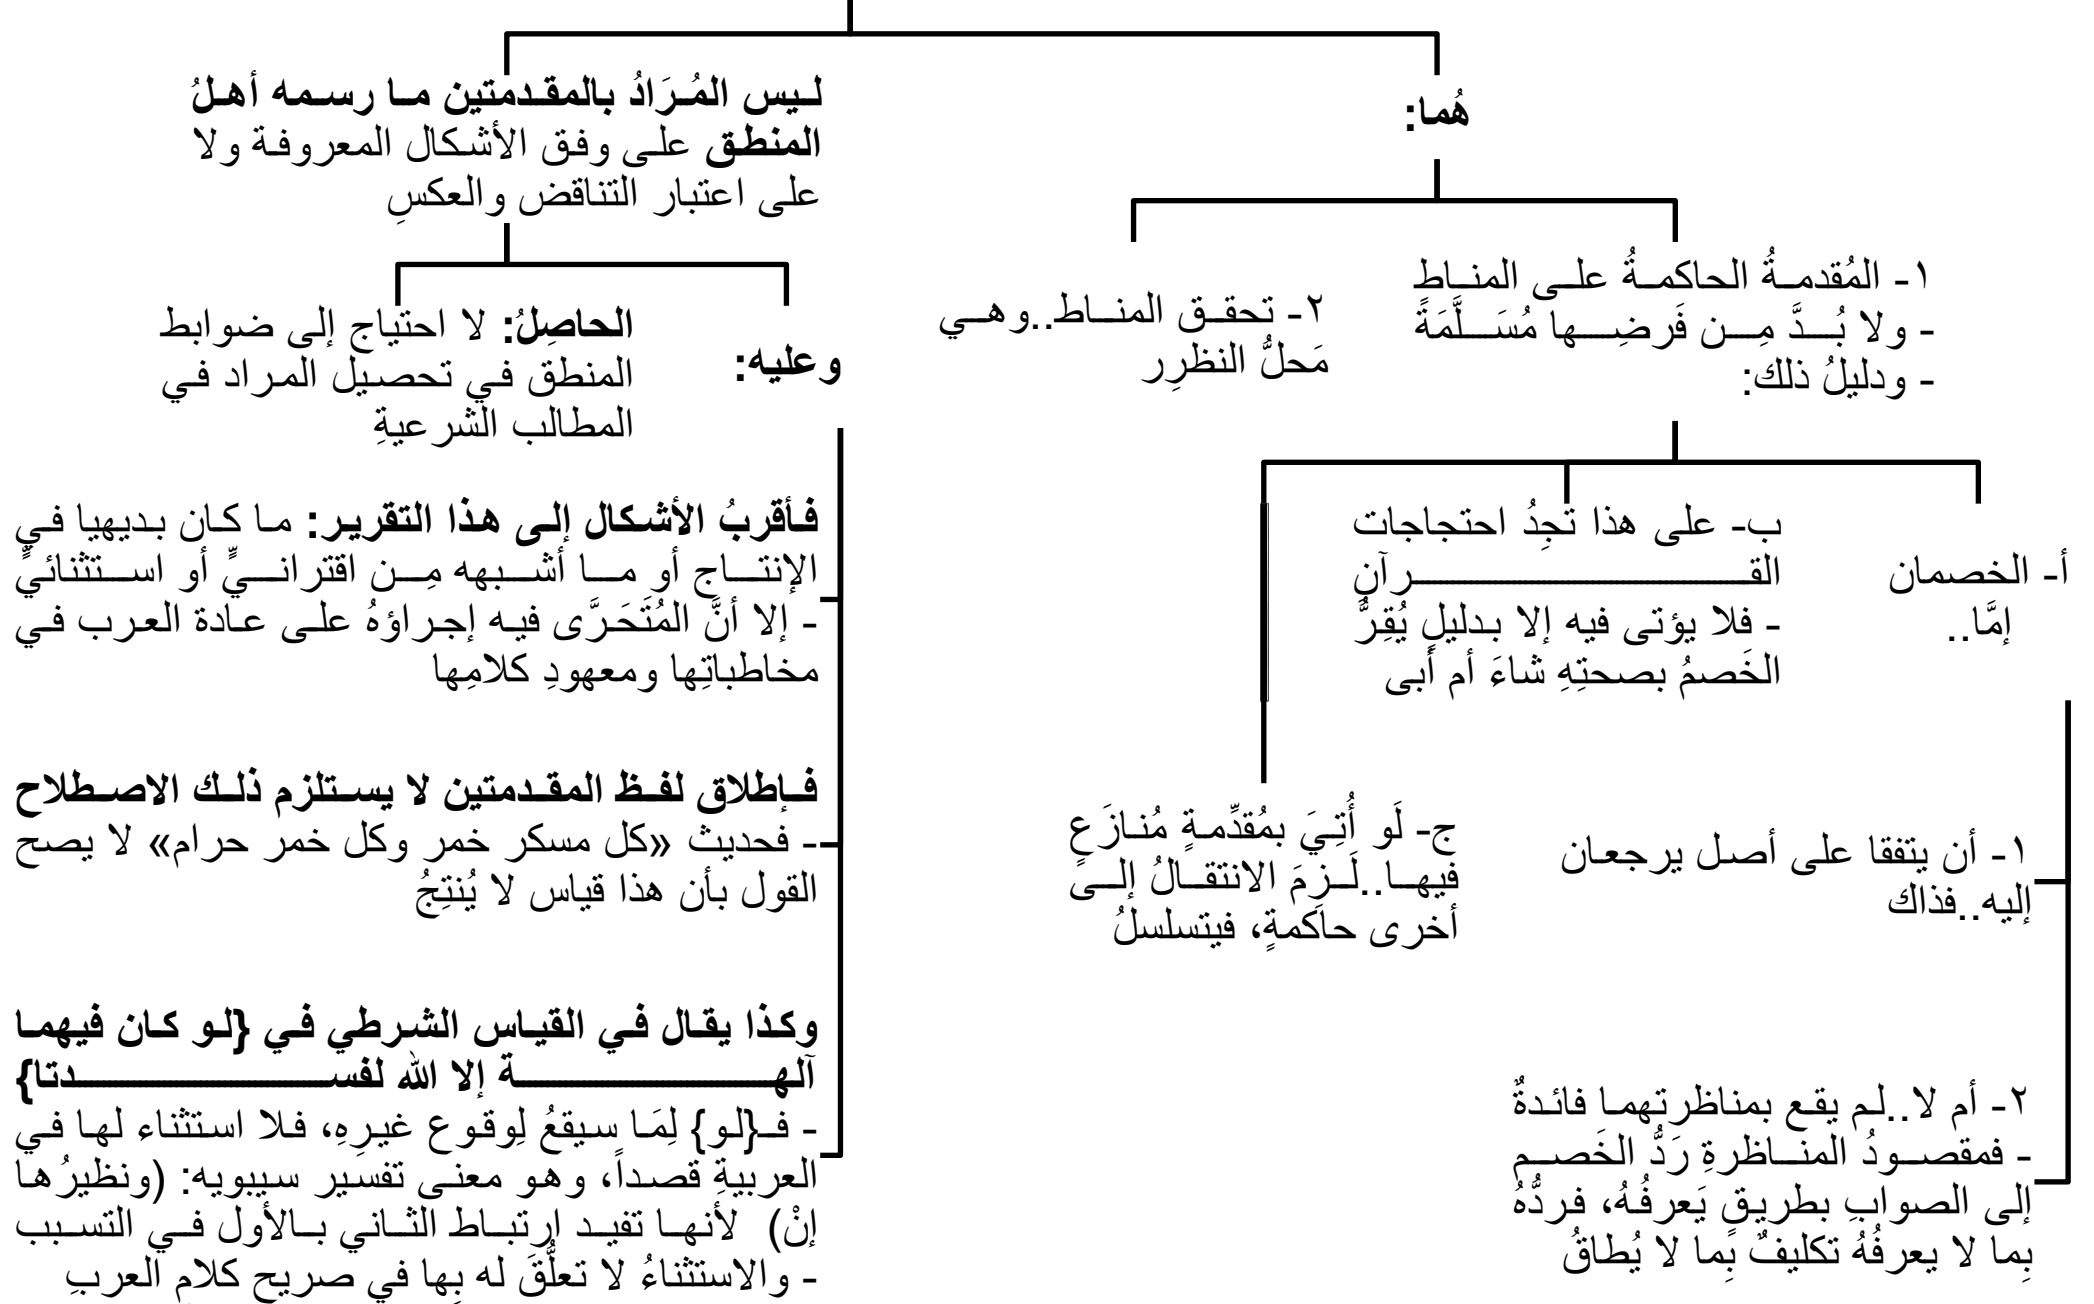 هُما:
١- المُقدمةُ الحاكمةُ على المناطِ
- ولا بُدَّ مِن فَرضِها مُسَلَّمَةً
- ودليلُ ذلك:
أ- الخصمان
إمَّا..
١- أن يتفقا على أصل يرجعان
إليه..فذاك
٢- أم لا..لم يقع بمناظرتهما فائدةٌ
- فمقصودُ المناظرةِ رَدُّ الخَصم
إلى الصوابِ بطريقٍ يَعرفُهُ، فردُّهُ
بِما لا يعرفُهُ تكليفٌ بِما لا يُطاقُ
ب- على هذا تجِدُ احتجاجات
القرآنِ
- فلا يؤتى فيه إلا بدليلٍ يُقِرُّ
الخَصمُ بصحتِهِ شاءَ أم أبى
ج- لَو أُتِيَ بمُقدِّمةٍ مُنازَعٍ
فيها..لَزِمَ الانتقالُ إلى
أخرى حاكمةٍ، فيتسلسلُ
٢- تحقق المناط..وهي
مَحلُّ النظرِر
ليس المُرَادُ بالمقدمتين ما رسمه أهلُ
المنطق على وفق الأشكال المعروفة ولا
على اعتبار التناقض والعكسِ
وعليه:
فأقربُ الأشكال إلى هذا التقرير: ما كان بديهيا في
الإنتاج أو ما أشبهه مِن اقترانيٍّ أو استثنائيٍّ
- إلا أنَّ المُتَحَرَّى فيه إجراؤهُ على عادة العرب في
مخاطباتِها ومعهودِ كلامِها
فإطلاق لفظ المقدمتين لا يستلزم ذلك الاصطلاح
- فحديث «كل مسكر خمر وكل خمر حرام» لا يصح
القول بأن هذا قياس لا يُنتِجُ
وكذا يقال في القياس الشرطي في {لو كان فيهما
آلهة إلا الله لفسدتا}
- فـ{لو} لِمَا سيقعُ لِوقوع غيرِهِ، فلا استثناء لها في
العربيةِ قصداً، وهو معنى تفسير سيبويه: (ونظيرُها
إنْ) لأنها تفيد ارتباط الثاني بالأول في التسبب
- والاستثناءُ لا تعلُّقَ له بِها في صريح كلام العربِ
الحاصِلُ: لا احتياج إلى ضوابط
المنطق في تحصيل المراد في
المطالب الشرعيةِ